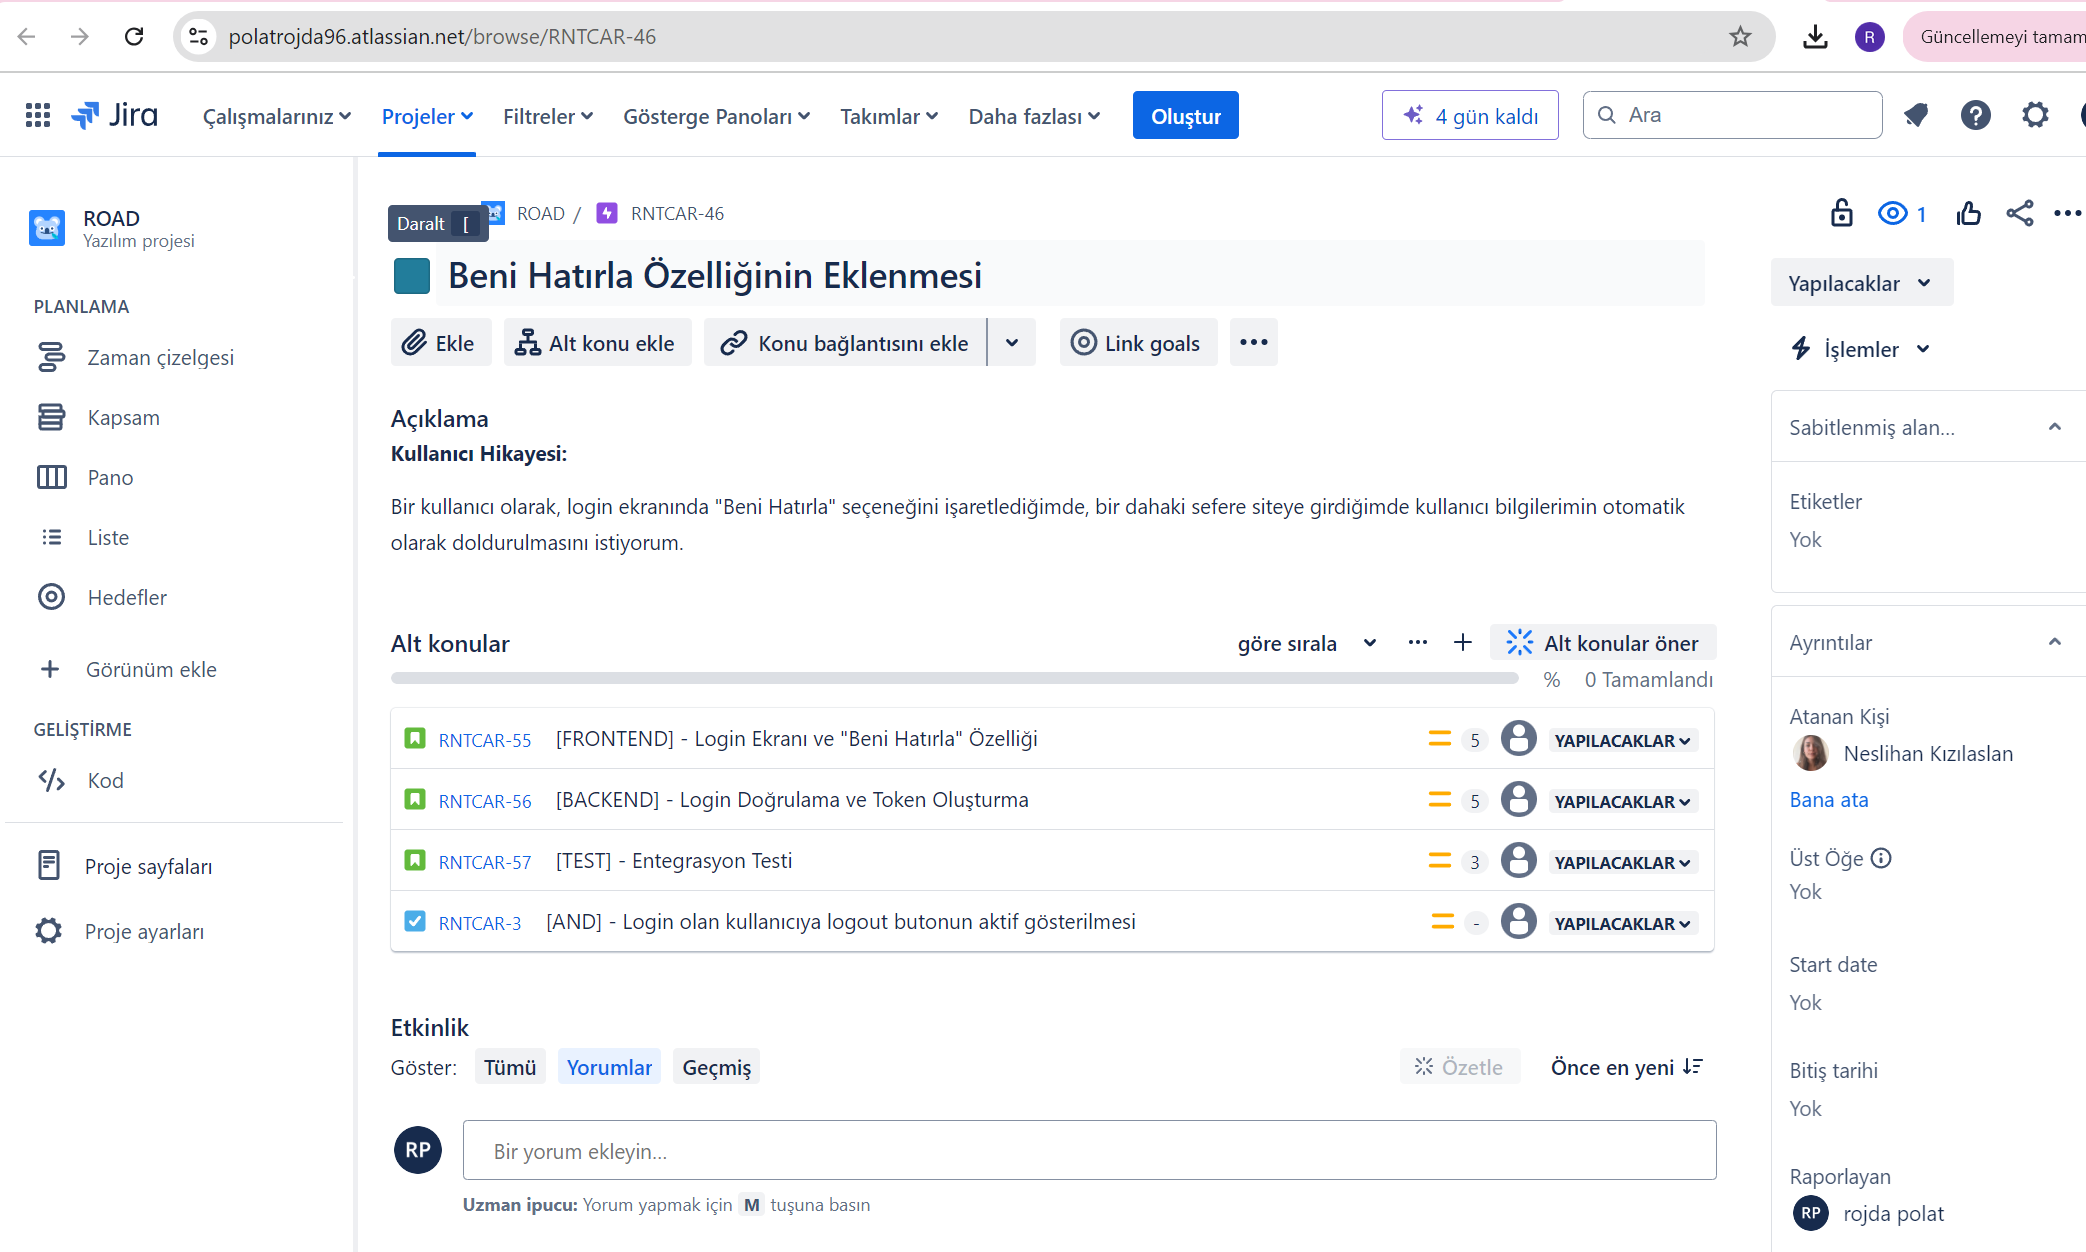 polatrojda96.atlassian.net/browse/RNTCAR-46
R
Güncellemeyi tamam
Jira
Çalışmalarınız
Projeler
Filtreler
Gösterge Panoları
Takımlar
Daha fazlası
Oluştur
4 gün kaldı
Ara
ROAD
Yazılım projesi
PLANLAMA
Zaman çizelgesi
Kapsam
Pano
Liste
Hedefler
Görünüm ekle
GELİŞTİRME
Kod
Proje sayfaları
Proje ayarları
Daralt [
ROAD / RNTCAR-46
Beni Hatırla Özelliğinin Eklenmesi
Ekle
Alt konu ekle
Konu bağlantısını ekle
Link goals
Açıklama
Kullanıcı Hikayesi:
Bir kullanıcı olarak, login ekranında "Beni Hatırla" seçeneğini işaretlediğimde, bir dahaki sefere siteye girdiğimde kullanıcı bilgilerimin otomatik
olarak doldurulmasını istiyorum.
Alt konular
göre sırala
Alt konular öner
% 0 Tamamlandı
RNTCAR-55 [FRONTEND] - Login Ekranı ve "Beni Hatırla" Özelliği 5 YAPILACAKLAR
RNTCAR-56 [BACKEND] - Login Doğrulama ve Token Oluşturma 5 YAPILACAKLAR
RNTCAR-57 [TEST] - Entegrasyon Testi 3 YAPILACAKLAR
RNTCAR-3 [AND] - Login olan kullanıcıya logout butonun aktif gösterilmesi - YAPILACAKLAR
Etkinlik
Göster: Tümü Yorumlar Geçmiş
Özetle
Önce en yeni
RP
Bir yorum ekleyin...
Uzman ipucu: Yorum yapmak için M tuşuna basın
1
Yapılacaklar
İşlemler
Sabitlenmiş alan...
Etiketler
Yok
Ayrıntılar
Atanan Kişi
Neslihan Kızılaslan
Bana ata
Üst Öğe
Yok
Start date
Yok
Bitiş tarihi
Yok
Raporlayan
RP rojda polat